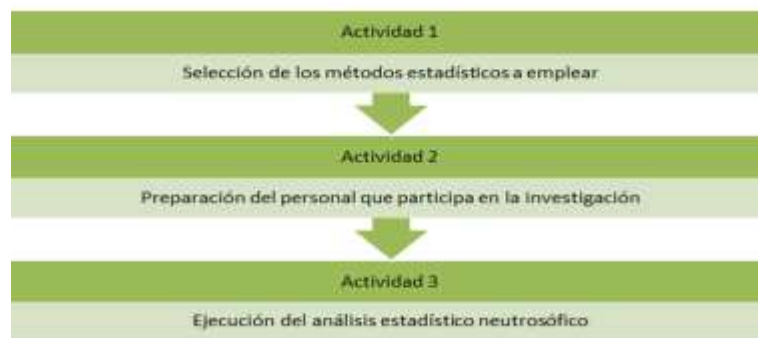 Actividad 1
Selección de los métodos estadísticos a emplear
Actividad 2
Preparación del personal que participa en la investigación
Actividad 3
Ejecución del análisis estadístico neutrosófico